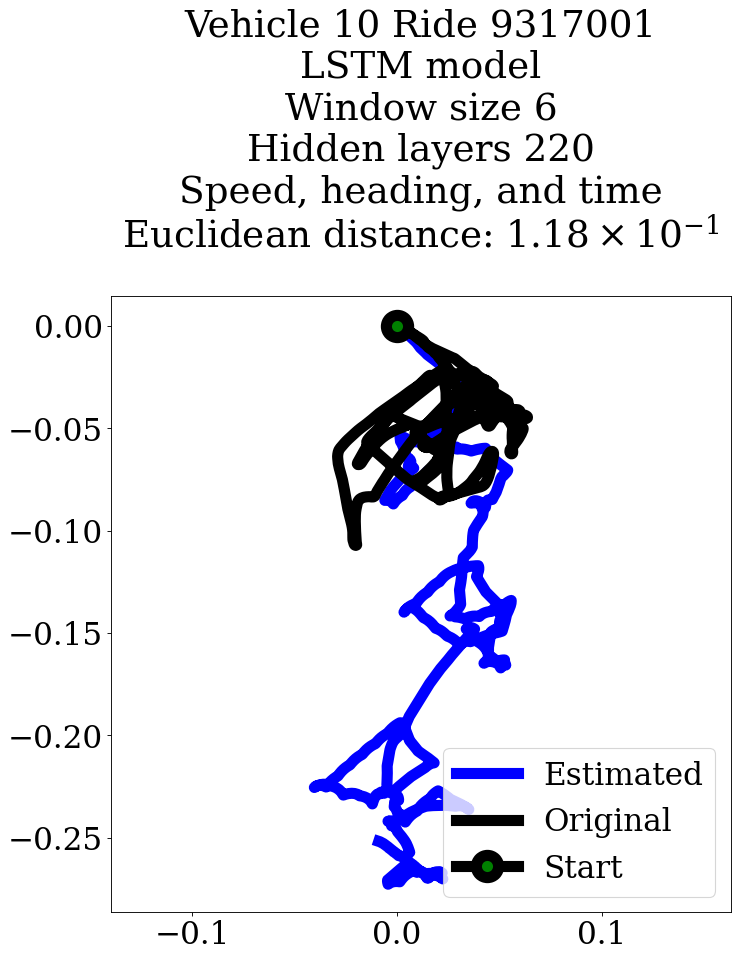 Vehicle 10 Ride 9317001
LSTM model
Window size 6
Hidden layers 220
Speed, heading, and time
Euclidean distance: 1.18 × 10⁻¹
0.00
−0.05
−0.10
−0.15
−0.20
−0.25
Estimated
Original
Start
−0.1 0.0 0.1